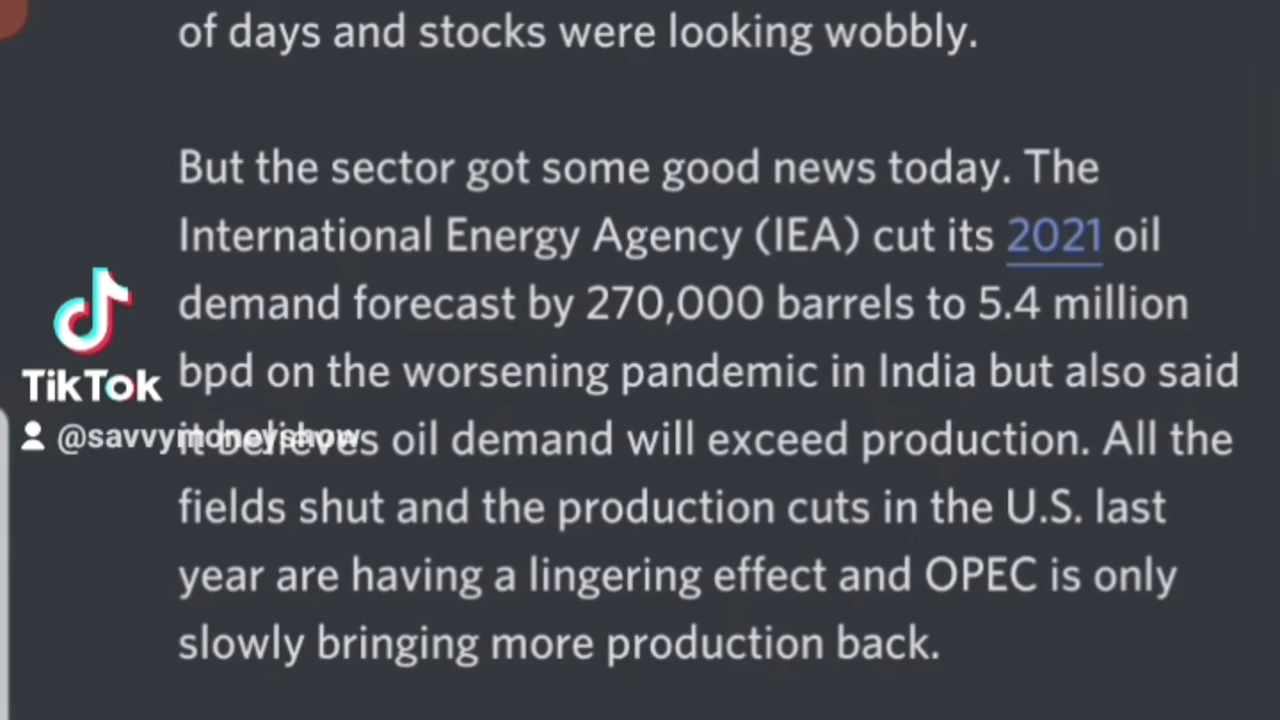 of days and stocks were looking wobbly.
But the sector got some good news today. The
International Energy Agency (IEA) cut its 2021 oil
demand forecast by 270,000 barrels to 5.4 million
bpd on the worsening pandemic in India but also said
it believes oil demand will exceed production. All the
fields shut and the production cuts in the U.S. last
year are having a lingering effect and OPEC is only
slowly bringing more production back.
TikTok
@savvymoneyshow